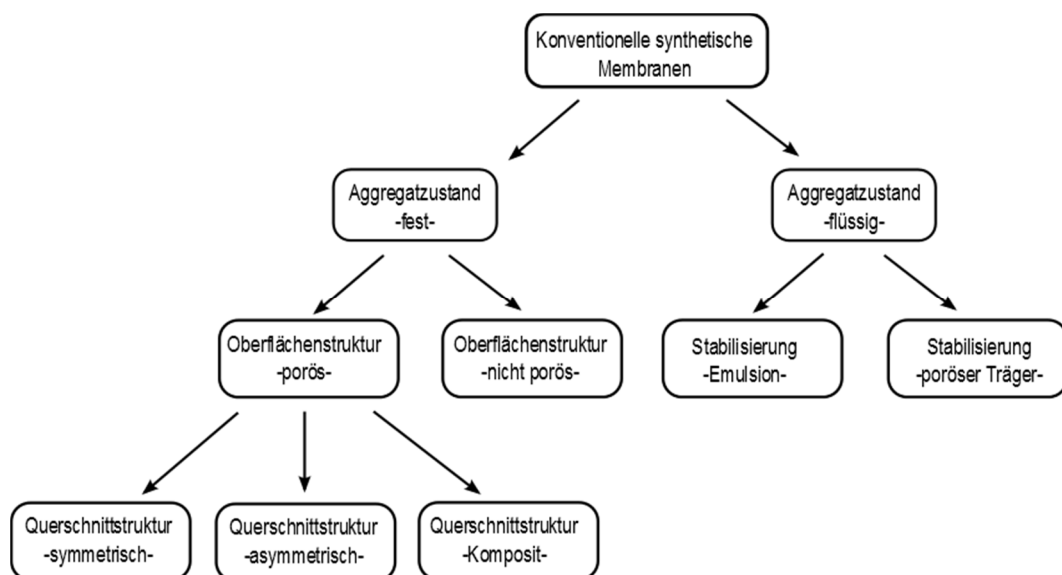 Konventionelle synthetische
Membranen
Aggregatzustand
-fest-
Aggregatzustand
-flüssig-
Oberflächenstruktur
-porös-
Oberflächenstruktur
-nicht porös-
Stabilisierung
-Emulsion-
Stabilisierung
-poröser Träger-
Querschnittstruktur
-symmetrisch-
Querschnittstruktur
-asymmetrisch-
Querschnittstruktur
-Komposit-